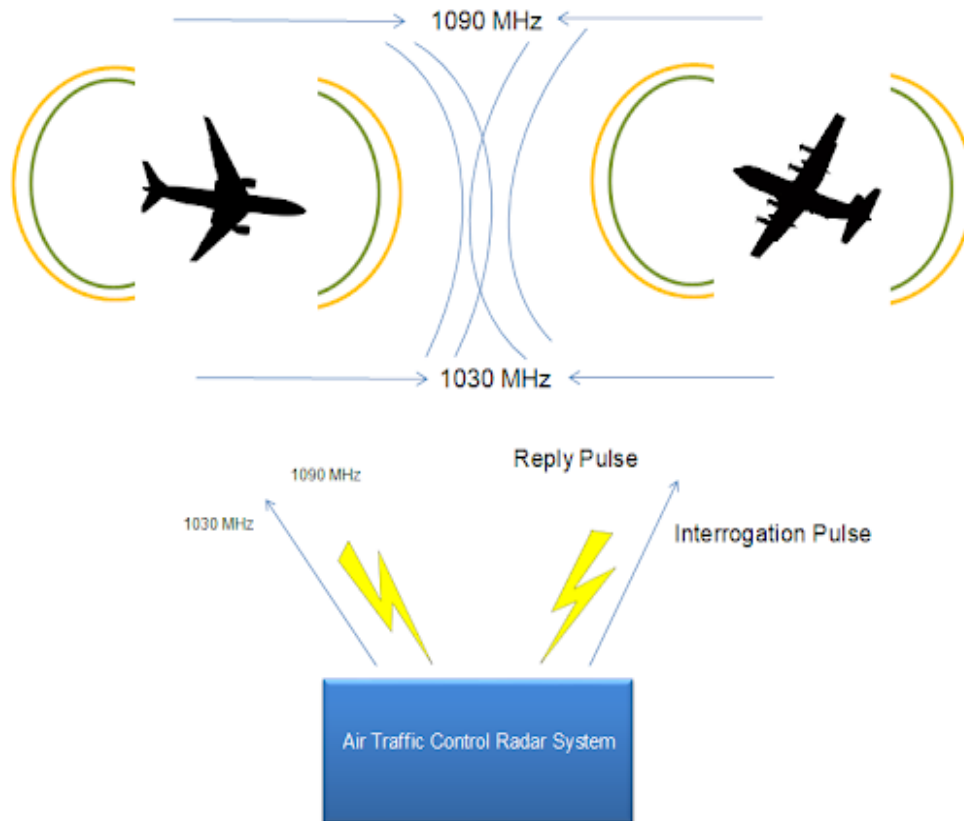 1090 MHz
1030 MHz
Reply Pulse
1090 MHz
1030 MHz
Interrogation Pulse
Air Traffic Control Radar System